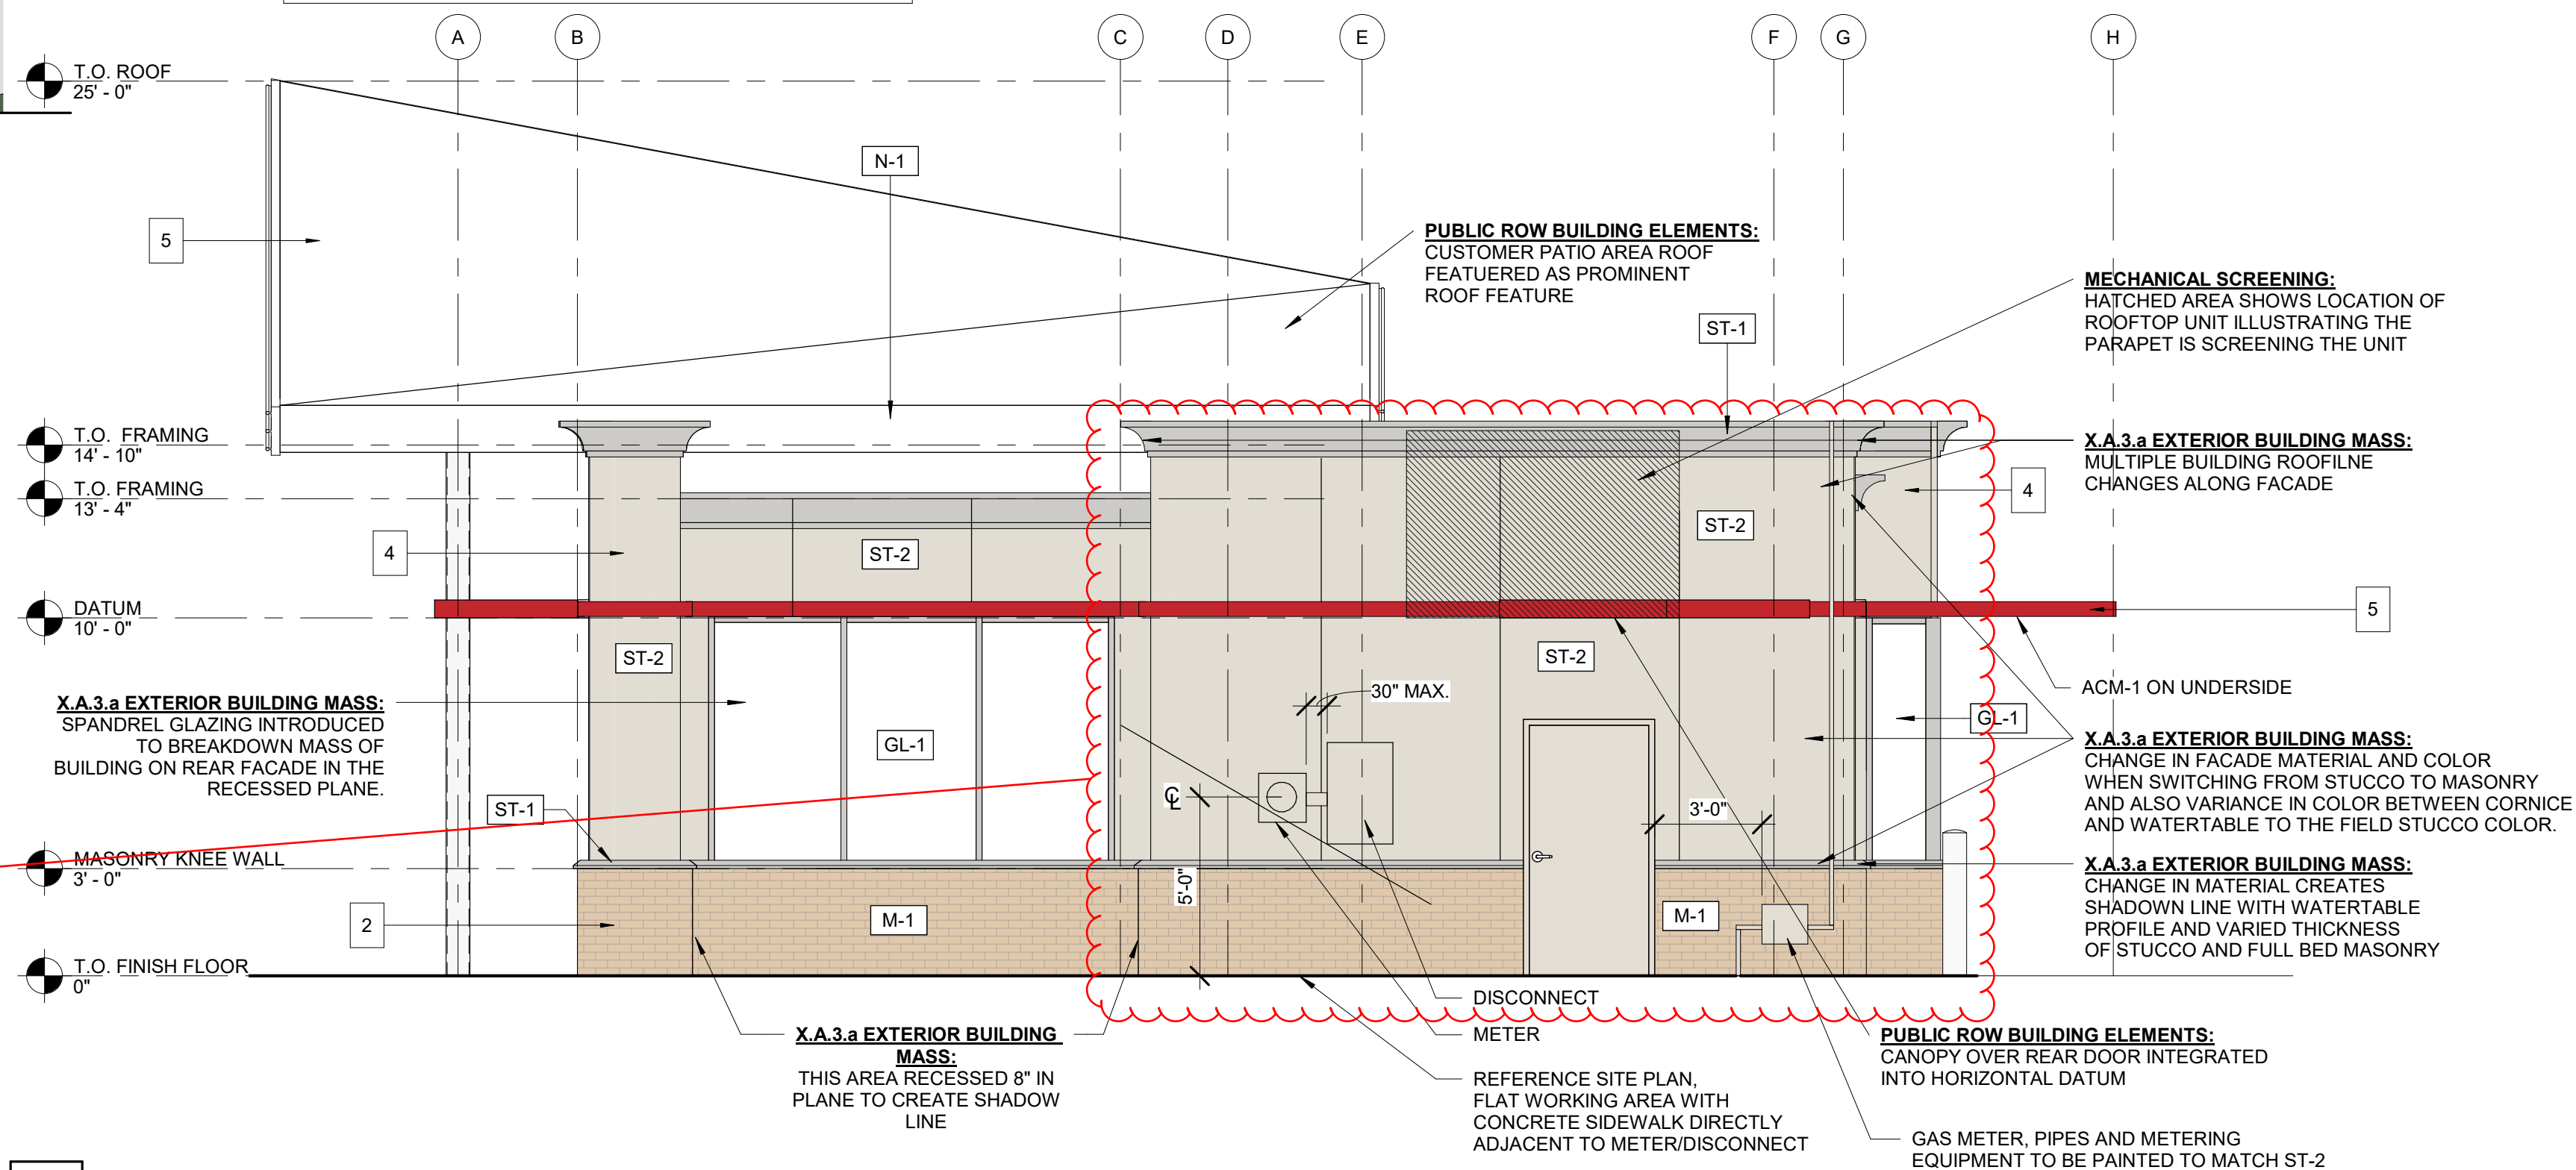 A
B
C
D
E
F
G
H
T.O. ROOF
25' - 0"
N-1
5
PUBLIC ROW BUILDING ELEMENTS:
CUSTOMER PATIO AREA ROOF
FEATUERED AS PROMINENT
ROOF FEATURE
MECHANICAL SCREENING:
HATCHED AREA SHOWS LOCATION OF
ROOFTOP UNIT ILLUSTRATING THE
PARAPET IS SCREENING THE UNIT
ST-1
T.O. FRAMING
14' - 10"
X.A.3.a EXTERIOR BUILDING MASS:
MULTIPLE BUILDING ROOFILNE
CHANGES ALONG FACADE
4
T.O. FRAMING
13' - 4"
4
ST-2
ST-2
DATUM
10' - 0"
5
ST-2
ST-2
ACM-1 ON UNDERSIDE
30" MAX.
X.A.3.a EXTERIOR BUILDING MASS:
SPANDREL GLAZING INTRODUCED
TO BREAKDOWN MASS OF
BUILDING ON REAR FACADE IN THE
RECESSED PLANE.
GL-1
GL-1
X.A.3.a EXTERIOR BUILDING MASS:
CHANGE IN FACADE MATERIAL AND COLOR
WHEN SWITCHING FROM STUCCO TO MASONRY
AND ALSO VARIANCE IN COLOR BETWEEN CORNICE
AND WATERTABLE TO THE FIELD STUCCO COLOR.
ST-1
CL
3'-0"
MASONRY KNEE WALL
3' - 0"
5'-0"
X.A.3.a EXTERIOR BUILDING MASS:
CHANGE IN MATERIAL CREATES
SHADOWN LINE WITH WATERTABLE
PROFILE AND VARIED THICKNESS
OF STUCCO AND FULL BED MASONRY
2
M-1
M-1
T.O. FINISH FLOOR
0"
DISCONNECT
METER
X.A.3.a EXTERIOR BUILDING
MASS:
THIS AREA RECESSED 8" IN
PLANE TO CREATE SHADOW
LINE
REFERENCE SITE PLAN,
FLAT WORKING AREA WITH
CONCRETE SIDEWALK DIRECTLY
ADJACENT TO METER/DISCONNECT
PUBLIC ROW BUILDING ELEMENTS:
CANOPY OVER REAR DOOR INTEGRATED
INTO HORIZONTAL DATUM
GAS METER, PIPES AND METERING
EQUIPMENT TO BE PAINTED TO MATCH ST-2